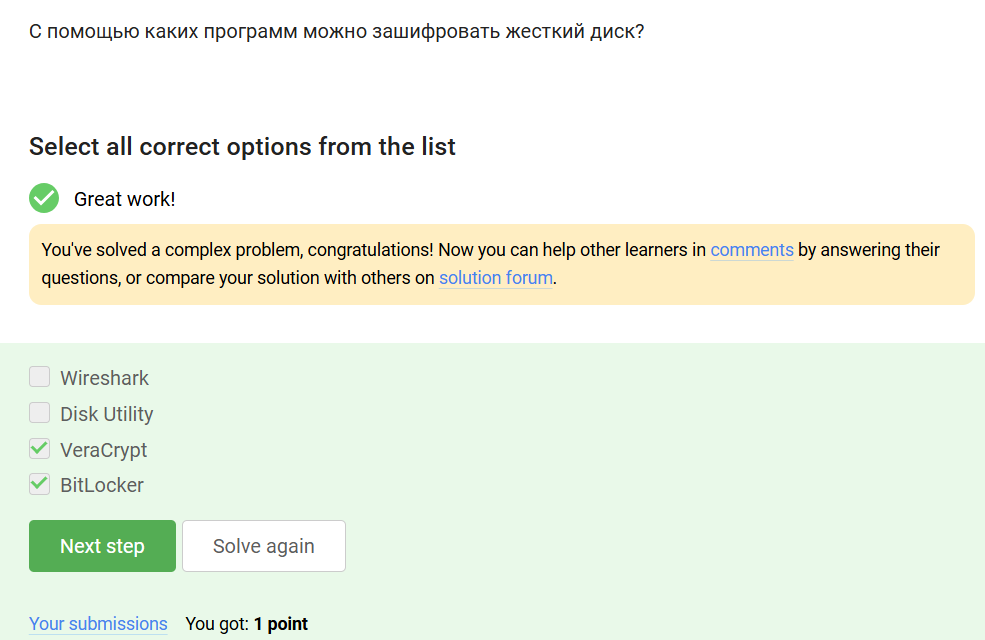 С помощью каких программ можно зашифровать жесткий диск?
Select all correct options from the list
Great work!
You've solved a complex problem, congratulations! Now you can help other learners in comments by answering their
questions, or compare your solution with others on solution forum.
Wireshark
Disk Utility
VeraCrypt
BitLocker
Next step
Solve again
Your submissions You got: 1 point